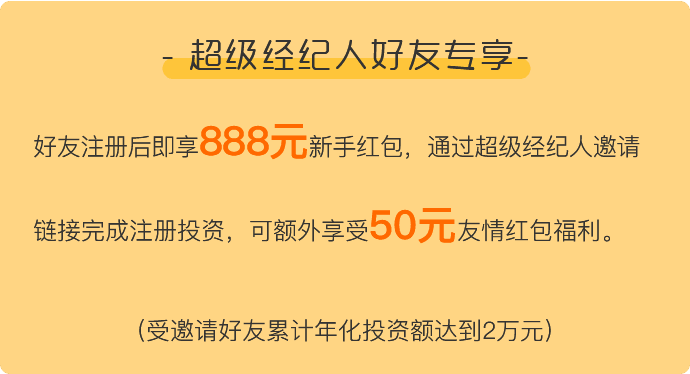 - 超级经纪人好友专享-
好友注册后即享888元新手红包，通过超级经纪人邀请
链接完成注册投资，可额外享受50元友情红包福利。
（受邀请好友累计年化投资额达到2万元）